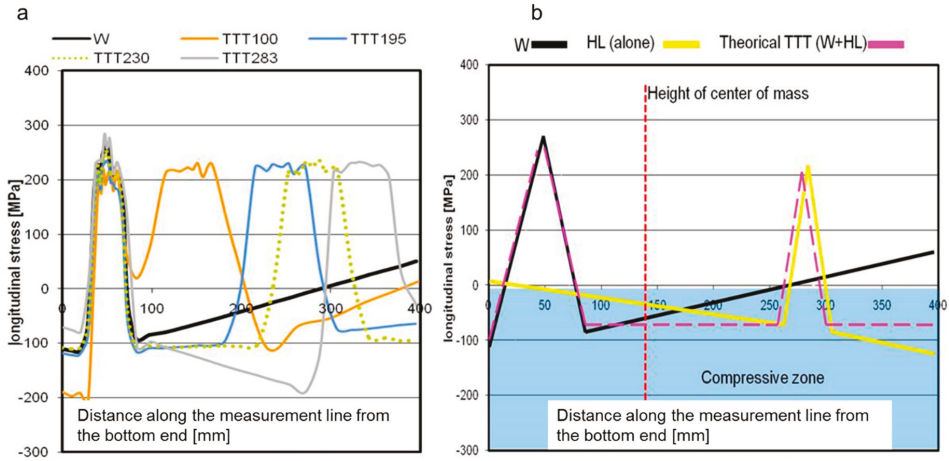 a
W TTT100 TTT195
TTT230 TTT283
400
300
200
100
0
-100
-200
-300
0 100 200 300 400
longitudinal stress [MPa]
Distance along the measurement line from
the bottom end [mm]
b
W HL (alone) Theorical TTT (W+HL)
400
300
200
100
0
-100
-200
-300
0 50 100 150 200 250 300 350 400
longitudinal stress [MPa]
Height of center of mass
Compressive zone
Distance along the measurement line from
the bottom end [mm]